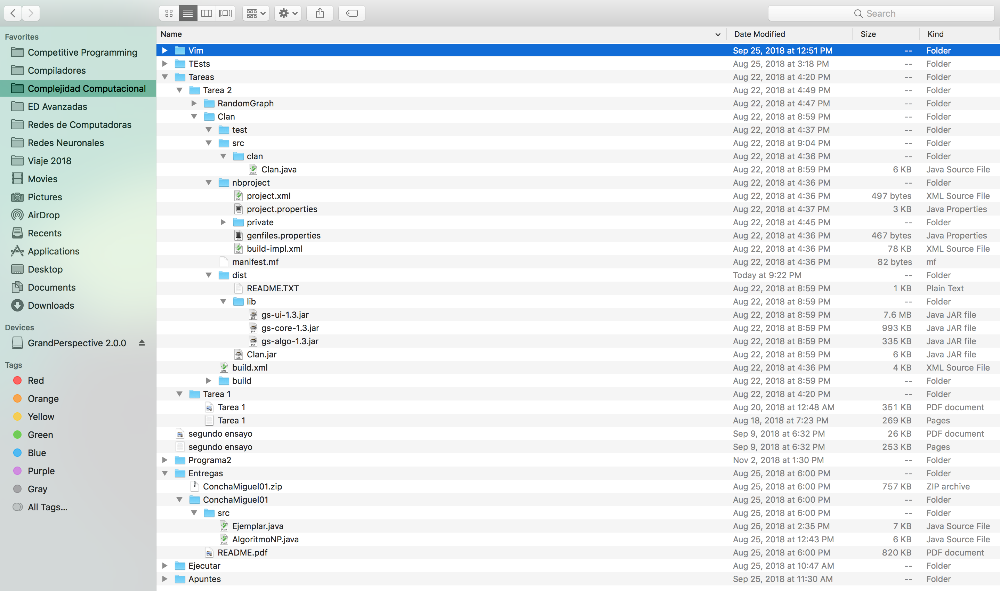 Search
Favorites
Competitive Programming
Compiladores
Complejidad Computacional
ED Avanzadas
Redes de Computadoras
Redes Neuronales
Viaje 2018
Movies
Pictures
AirDrop
Recents
Applications
Desktop
Documents
Downloads
Devices
GrandPerspective 2.0.0
Tags
Red
Orange
Yellow
Green
Blue
Purple
Gray
All Tags...
Name Date Modified Size Kind
Vim Sep 25, 2018 at 12:51 PM -- Folder
TEsts Aug 25, 2018 at 3:18 PM -- Folder
Tareas Aug 22, 2018 at 4:20 PM -- Folder
Tarea 2 Aug 22, 2018 at 4:49 PM -- Folder
RandomGraph Aug 22, 2018 at 4:47 PM -- Folder
Clan Aug 22, 2018 at 8:59 PM -- Folder
test Aug 22, 2018 at 4:37 PM -- Folder
src Aug 22, 2018 at 9:04 PM -- Folder
clan Aug 22, 2018 at 4:36 PM -- Folder
Clan.java Aug 22, 2018 at 8:59 PM 6 KB Java Source File
nbproject Aug 22, 2018 at 4:36 PM -- Folder
project.xml Aug 22, 2018 at 4:36 PM 497 bytes XML Source File
project.properties Aug 22, 2018 at 4:37 PM 3 KB Java Properties
private Aug 22, 2018 at 4:45 PM -- Folder
genfiles.properties Aug 22, 2018 at 4:36 PM 467 bytes Java Properties
build-impl.xml Aug 22, 2018 at 4:36 PM 78 KB XML Source File
manifest.mf Aug 22, 2018 at 4:36 PM 82 bytes mf
dist Today at 9:22 PM -- Folder
README.TXT Aug 22, 2018 at 8:59 PM 1 KB Plain Text
lib Aug 22, 2018 at 8:59 PM -- Folder
gs-ui-1.3.jar Aug 22, 2018 at 8:59 PM 7.6 MB Java JAR file
gs-core-1.3.jar Aug 22, 2018 at 8:59 PM 993 KB Java JAR file
gs-algo-1.3.jar Aug 22, 2018 at 8:59 PM 335 KB Java JAR file
Clan.jar Aug 22, 2018 at 8:59 PM 6 KB Java JAR file
build.xml Aug 22, 2018 at 4:36 PM 4 KB XML Source File
build Aug 22, 2018 at 8:59 PM -- Folder
Tarea 1 Aug 22, 2018 at 4:20 PM -- Folder
Tarea 1 Aug 20, 2018 at 12:48 AM 351 KB PDF document
Tarea 1 Aug 18, 2018 at 7:23 PM 269 KB Pages
segundo ensayo Sep 9, 2018 at 6:32 PM 26 KB PDF document
segundo ensayo Sep 9, 2018 at 6:32 PM 253 KB Pages
Programa2 Nov 2, 2018 at 1:30 PM -- Folder
Entregas Aug 25, 2018 at 6:00 PM -- Folder
ConchaMiguel01.zip Aug 25, 2018 at 6:00 PM 757 KB ZIP archive
ConchaMiguel01 Aug 25, 2018 at 6:00 PM -- Folder
src Aug 25, 2018 at 6:00 PM -- Folder
Ejemplar.java Aug 25, 2018 at 2:35 PM 7 KB Java Source File
AlgoritmoNP.java Aug 25, 2018 at 12:43 PM 6 KB Java Source File
README.pdf Aug 25, 2018 at 6:00 PM 820 KB PDF document
Ejecutar Aug 25, 2018 at 10:47 AM -- Folder
Apuntes Sep 25, 2018 at 11:30 AM -- Folder